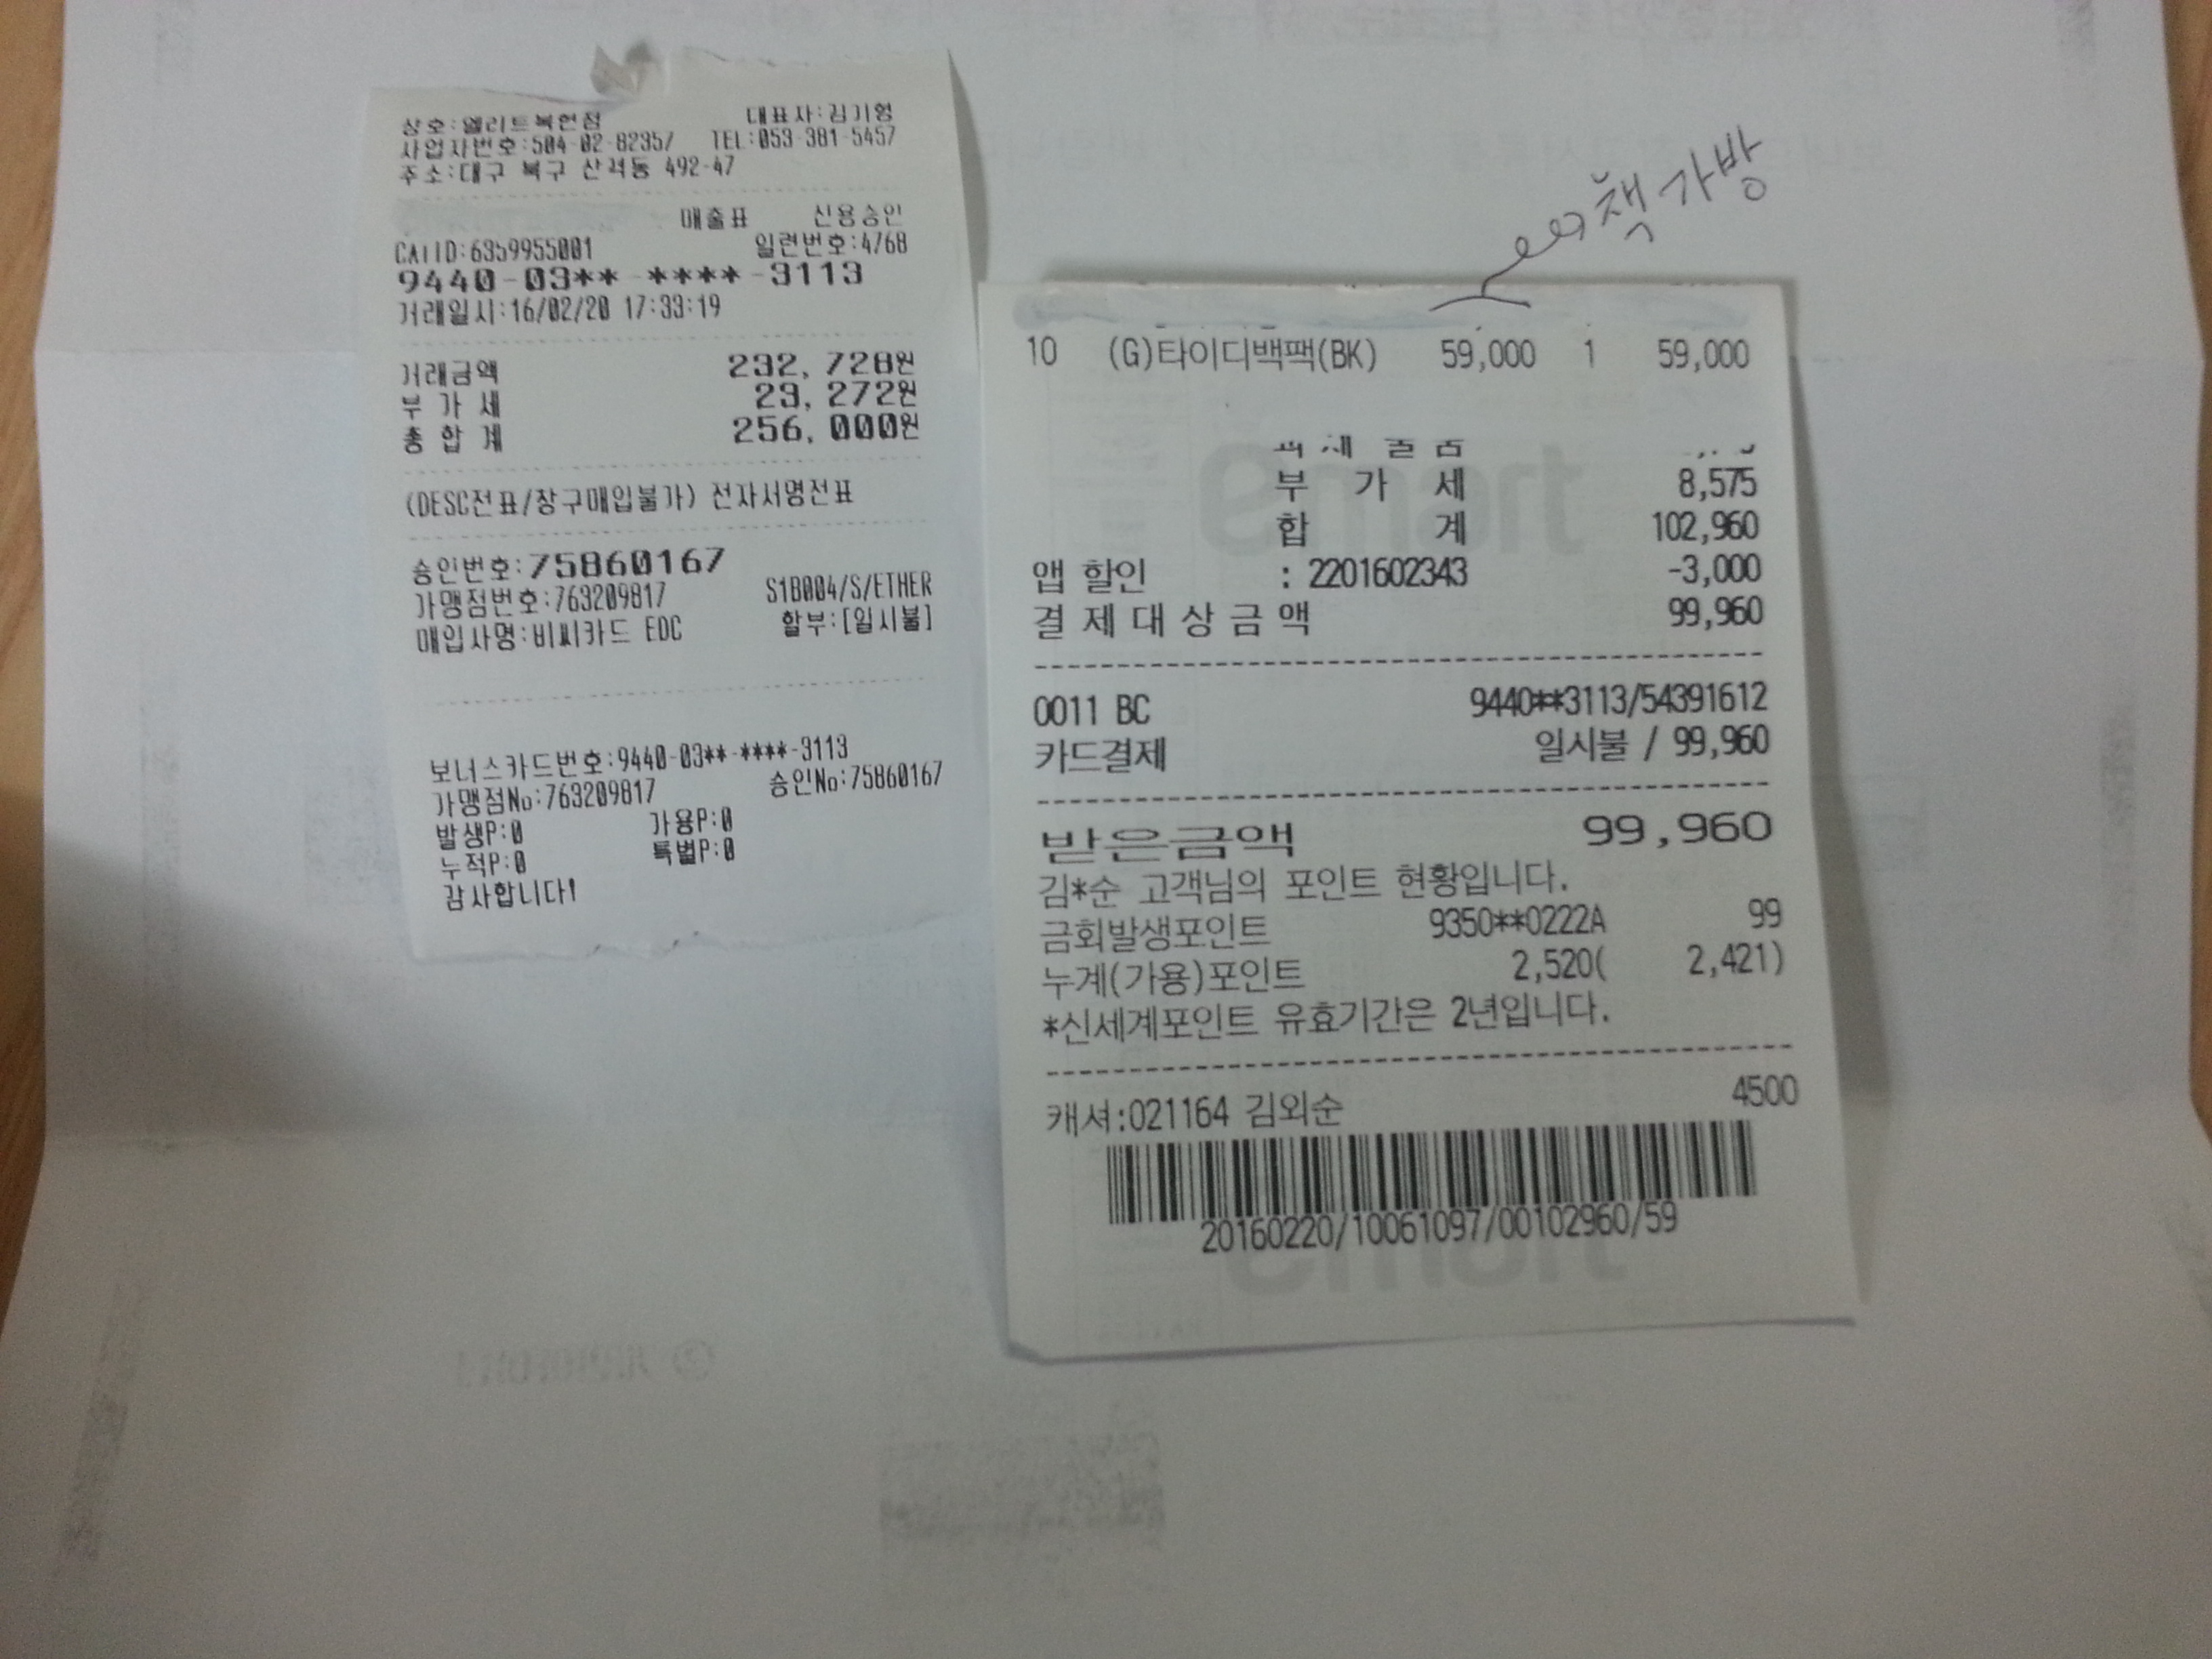 상호:엘리트복현점 대표자:김기형
사업자번호:504-02-82357 TEL:053-381-5457
주소:대구 북구 산격동 492-47
매출표 신용승인
CATID:6359955001 일련번호:4768
9440-03**-****-3113
거래일시:16/02/20 17:33:19
거래금액 232,728원
부 가 세 23,272원
총 합 계 256,000원
(DESC전표/창구매입불가) 전자서명전표
승인번호:75860167
가맹점번호:763209817 S1B004/S/ETHER
매입사명:비씨카드 EDC 할부:[일시불]
보너스카드번호:9440-03**-****-3113
가맹점No:763209817 승인No:75860167
발생P:0 가용P:0
누적P:0 특별P:0
감사합니다!
책가방
10 (G)타이디백팩(BK) 59,000 1 59,000
부 가 세 8,575
합 계 102,960
앱 할인 : 2201602343 -3,000
결제대상금액 99,960
0011 BC 9440**3113/54391612
카드결제 일시불 / 99,960
받은금액 99,960
김*순 고객님의 포인트 현황입니다.
금회발생포인트 9350**0222A 99
누계(가용)포인트 2,520( 2,421)
*신세계포인트 유효기간은 2년입니다.
캐셔:021164 김외순 4500
20160220/10061097/00102960/59